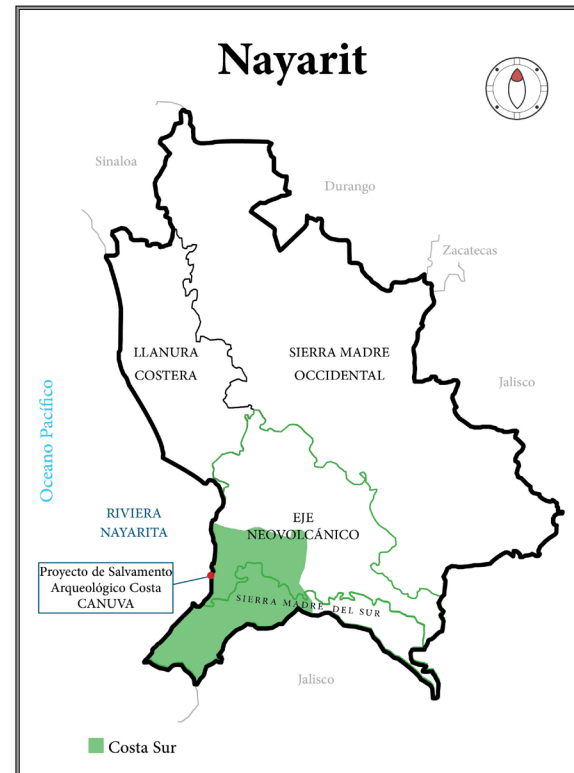 Nayarit
Sinaloa
Durango
Zacatecas
LLANURA
COSTERA
SIERRA MADRE
OCCIDENTAL
Jalisco
Oceano Pacífico
RIVIERA
NAYARITA
EJE
NEOVOLCÁNICO
Proyecto de Salvamento
Arqueológico Costa
CANUVA
SIERRA MADRE DEL SUR
Jalisco
Costa Sur